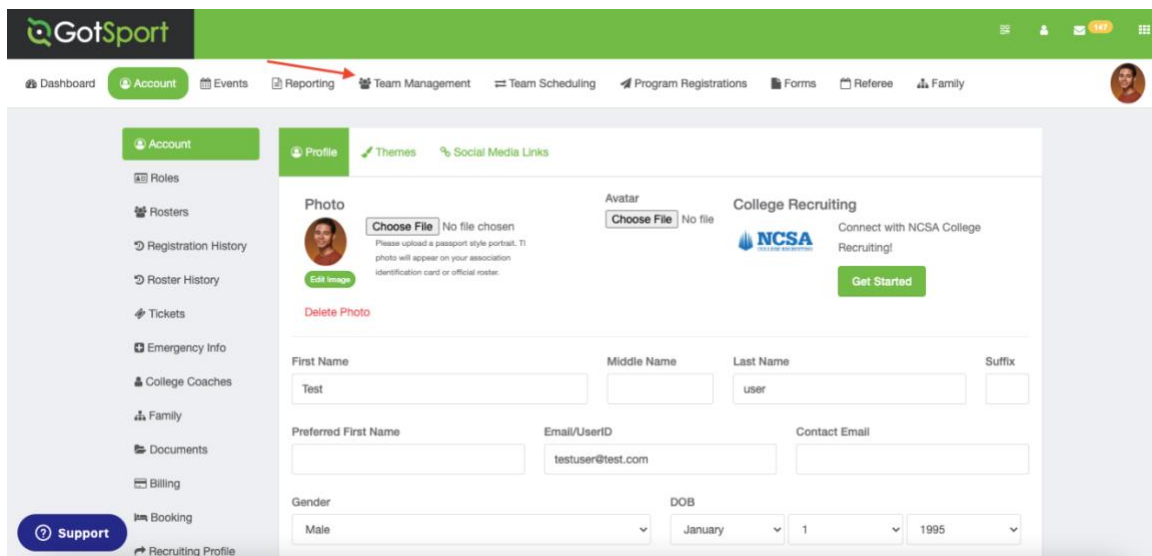 GotSport
147
Dashboard
Account
Events
Reporting
Team Management
Team Scheduling
Program Registrations
Forms
Referee
Family
Account
Roles
Rosters
Registration History
Roster History
Tickets
Emergency Info
College Coaches
Family
Documents
Billing
Booking
Recruiting Profile
Support
Profile
Themes
Social Media Links
Photo
Choose File No file chosen
Please upload a passport style portrait. Tl
photo will appear on your association
identification card or official roster.
Edit Image
Delete Photo
Avatar
Choose File No file
College Recruiting
NCSA
COLLEGE RECRUITING
Connect with NCSA College
Recruiting!
Get Started
First Name
Middle Name
Last Name
Suffix
Test
user
Preferred First Name
Email/UserID
Contact Email
testuser@test.com
Gender
DOB
Male
January
1
1995